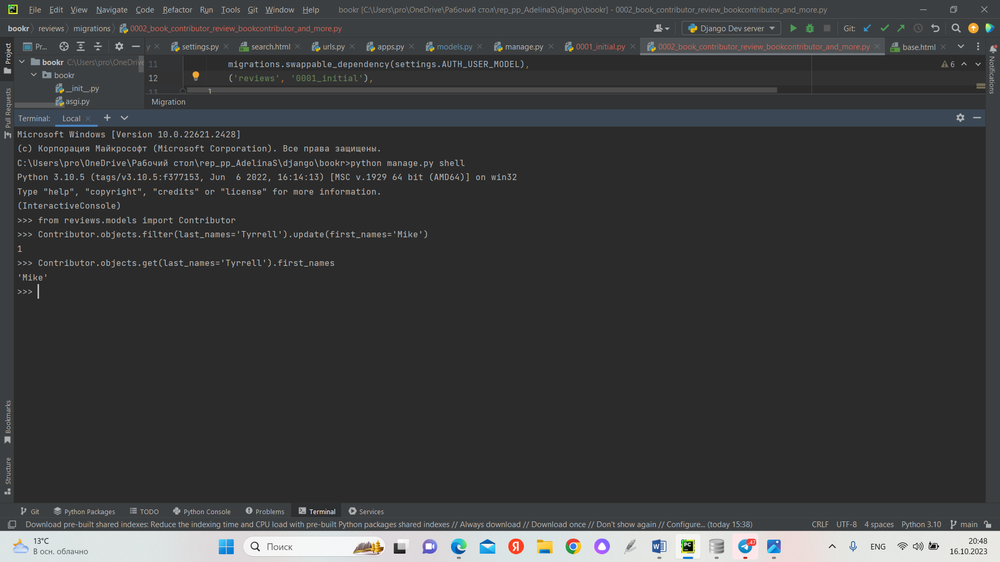 File Edit View Navigate Code Refactor Run Tools Git Window Help bookr [C:\Users\pro\OneDrive\Рабочий стол\rep_pp_AdelinaS\django\bookr] - 0002_book_contributor_review_bookcontributor_and_more.py
bookr reviews migrations 0002_book_contributor_review_bookcontributor_and_more.py Django Dev server Git:
Project Pr... y settings.py search.html urls.py apps.py models.py manage.py 0001_initial.py 0002_book_contributor_review_bookcontributor_and_more.py base.html
bookr C:\Users\pro\OneDrive
11 migrations.swappable_dependency(settings.AUTH_USER_MODEL), 6
bookr
12 ('reviews', '0001_initial'),
__init__.py
13 ]
asgi.py
Migration
Notifications
Pull Requests
Terminal: Local
Microsoft Windows [Version 10.0.22621.2428]
(c) Корпорация Майкрософт (Microsoft Corporation). Все права защищены.
C:\Users\pro\OneDrive\Рабочий стол\rep_pp_AdelinaS\django\bookr>python manage.py shell
Python 3.10.5 (tags/v3.10.5:f377153, Jun  6 2022, 16:14:13) [MSC v.1929 64 bit (AMD64)] on win32
Type "help", "copyright", "credits" or "license" for more information.
(InteractiveConsole)
>>> from reviews.models import Contributor
>>> Contributor.objects.filter(last_names='Tyrrell').update(first_names='Mike')
1
>>> Contributor.objects.get(last_names='Tyrrell').first_names
'Mike'
>>>
Bookmarks
Structure
Git Python Packages TODO Python Console Problems Terminal Services
Download pre-built shared indexes: Reduce the indexing time and CPU load with pre-built Python packages shared indexes // Always download // Download once // Don't show again // Configure... (today 15:38) CRLF UTF-8 4 spaces Python 3.10 main
13°C
В осн. облачно
Поиск
.47
ENG
20:48
16.10.2023